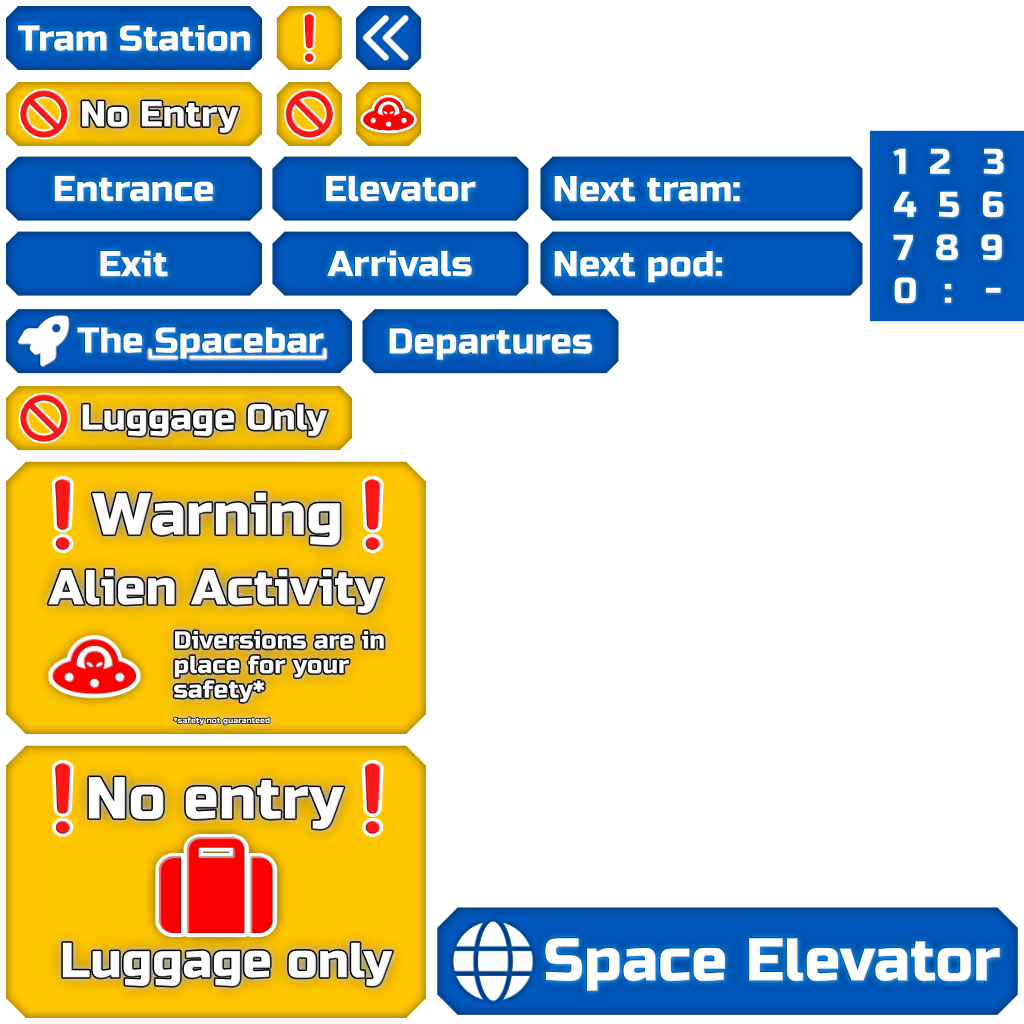 Tram Station
No Entry
Entrance
Elevator
Next tram:
1 2 3
4 5 6
7 8 9
0 : -
Exit
Arrivals
Next pod:
The Spacebar
Departures
Luggage Only
Warning
Alien Activity
Diversions are in
place for your
safety*
*safety not guaranteed
No entry
Luggage only
Space Elevator